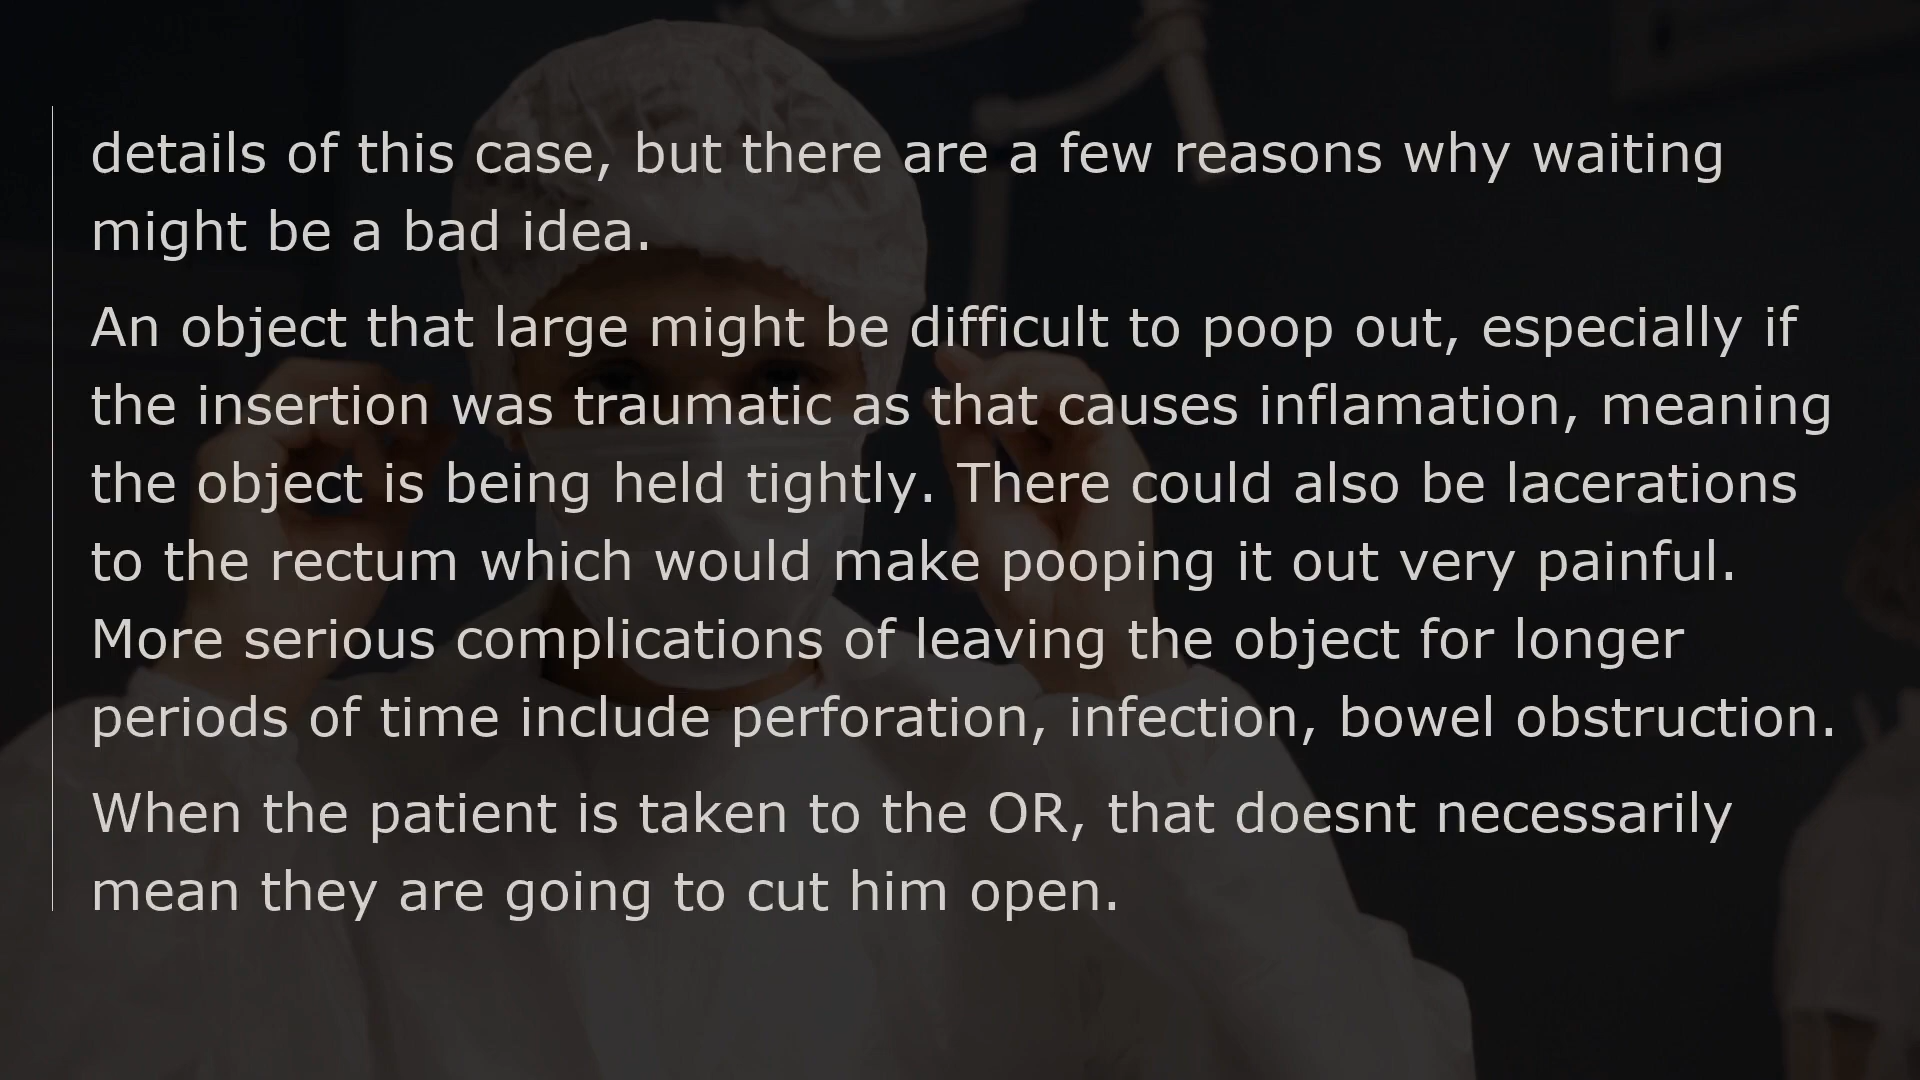 details of this case, but there are a few reasons why waiting
might be a bad idea.
An object that large might be difficult to poop out, especially if
the insertion was traumatic as that causes inflamation, meaning
the object is being held tightly. There could also be lacerations
to the rectum which would make pooping it out very painful.
More serious complications of leaving the object for longer
periods of time include perforation, infection, bowel obstruction.
When the patient is taken to the OR, that doesnt necessarily
mean they are going to cut him open.